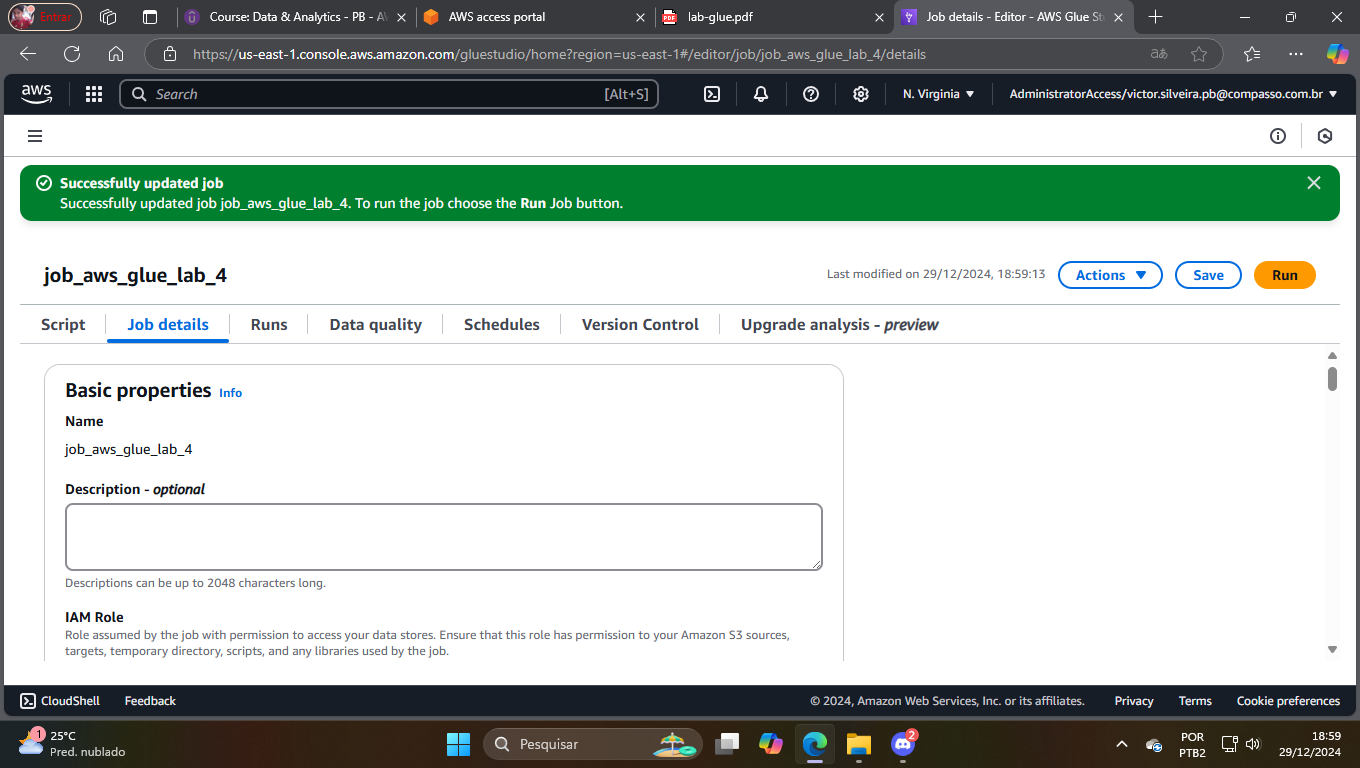 Entrar
Course: Data & Analytics - PB - A
AWS access portal
lab-glue.pdf
Job details - Editor - AWS Glue St
https://us-east-1.console.aws.amazon.com/gluestudio/home?region=us-east-1#/editor/job/job_aws_glue_lab_4/details
aws
Search
[Alt+S]
N. Virginia
AdministratorAccess/victor.silveira.pb@compasso.com.br
Successfully updated job
Successfully updated job job_aws_glue_lab_4. To run the job choose the Run Job button.
job_aws_glue_lab_4
Last modified on 29/12/2024, 18:59:13
Actions
Save
Run
Script
Job details
Runs
Data quality
Schedules
Version Control
Upgrade analysis - preview
Basic properties Info
Name
job_aws_glue_lab_4
Description - optional
Descriptions can be up to 2048 characters long.
IAM Role
Role assumed by the job with permission to access your data stores. Ensure that this role has permission to your Amazon S3 sources,
targets, temporary directory, scripts, and any libraries used by the job.
CloudShell
Feedback
© 2024, Amazon Web Services, Inc. or its affiliates.
Privacy
Terms
Cookie preferences
1
25°C
Pred. nublado
Pesquisar
2
POR
PTB2
18:59
29/12/2024